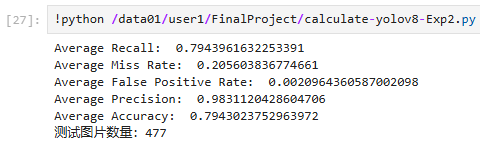 [27]: !python /data01/user1/FinalProject/calculate-yolov8-Exp2.py
Average Recall:  0.7943961632253391
Average Miss Rate:  0.205603836774661
Average False Positive Rate:  0.0020964360587002098
Average Precision:  0.9831120428604706
Average Accuracy:  0.7943023752963972
测试图片数量: 477